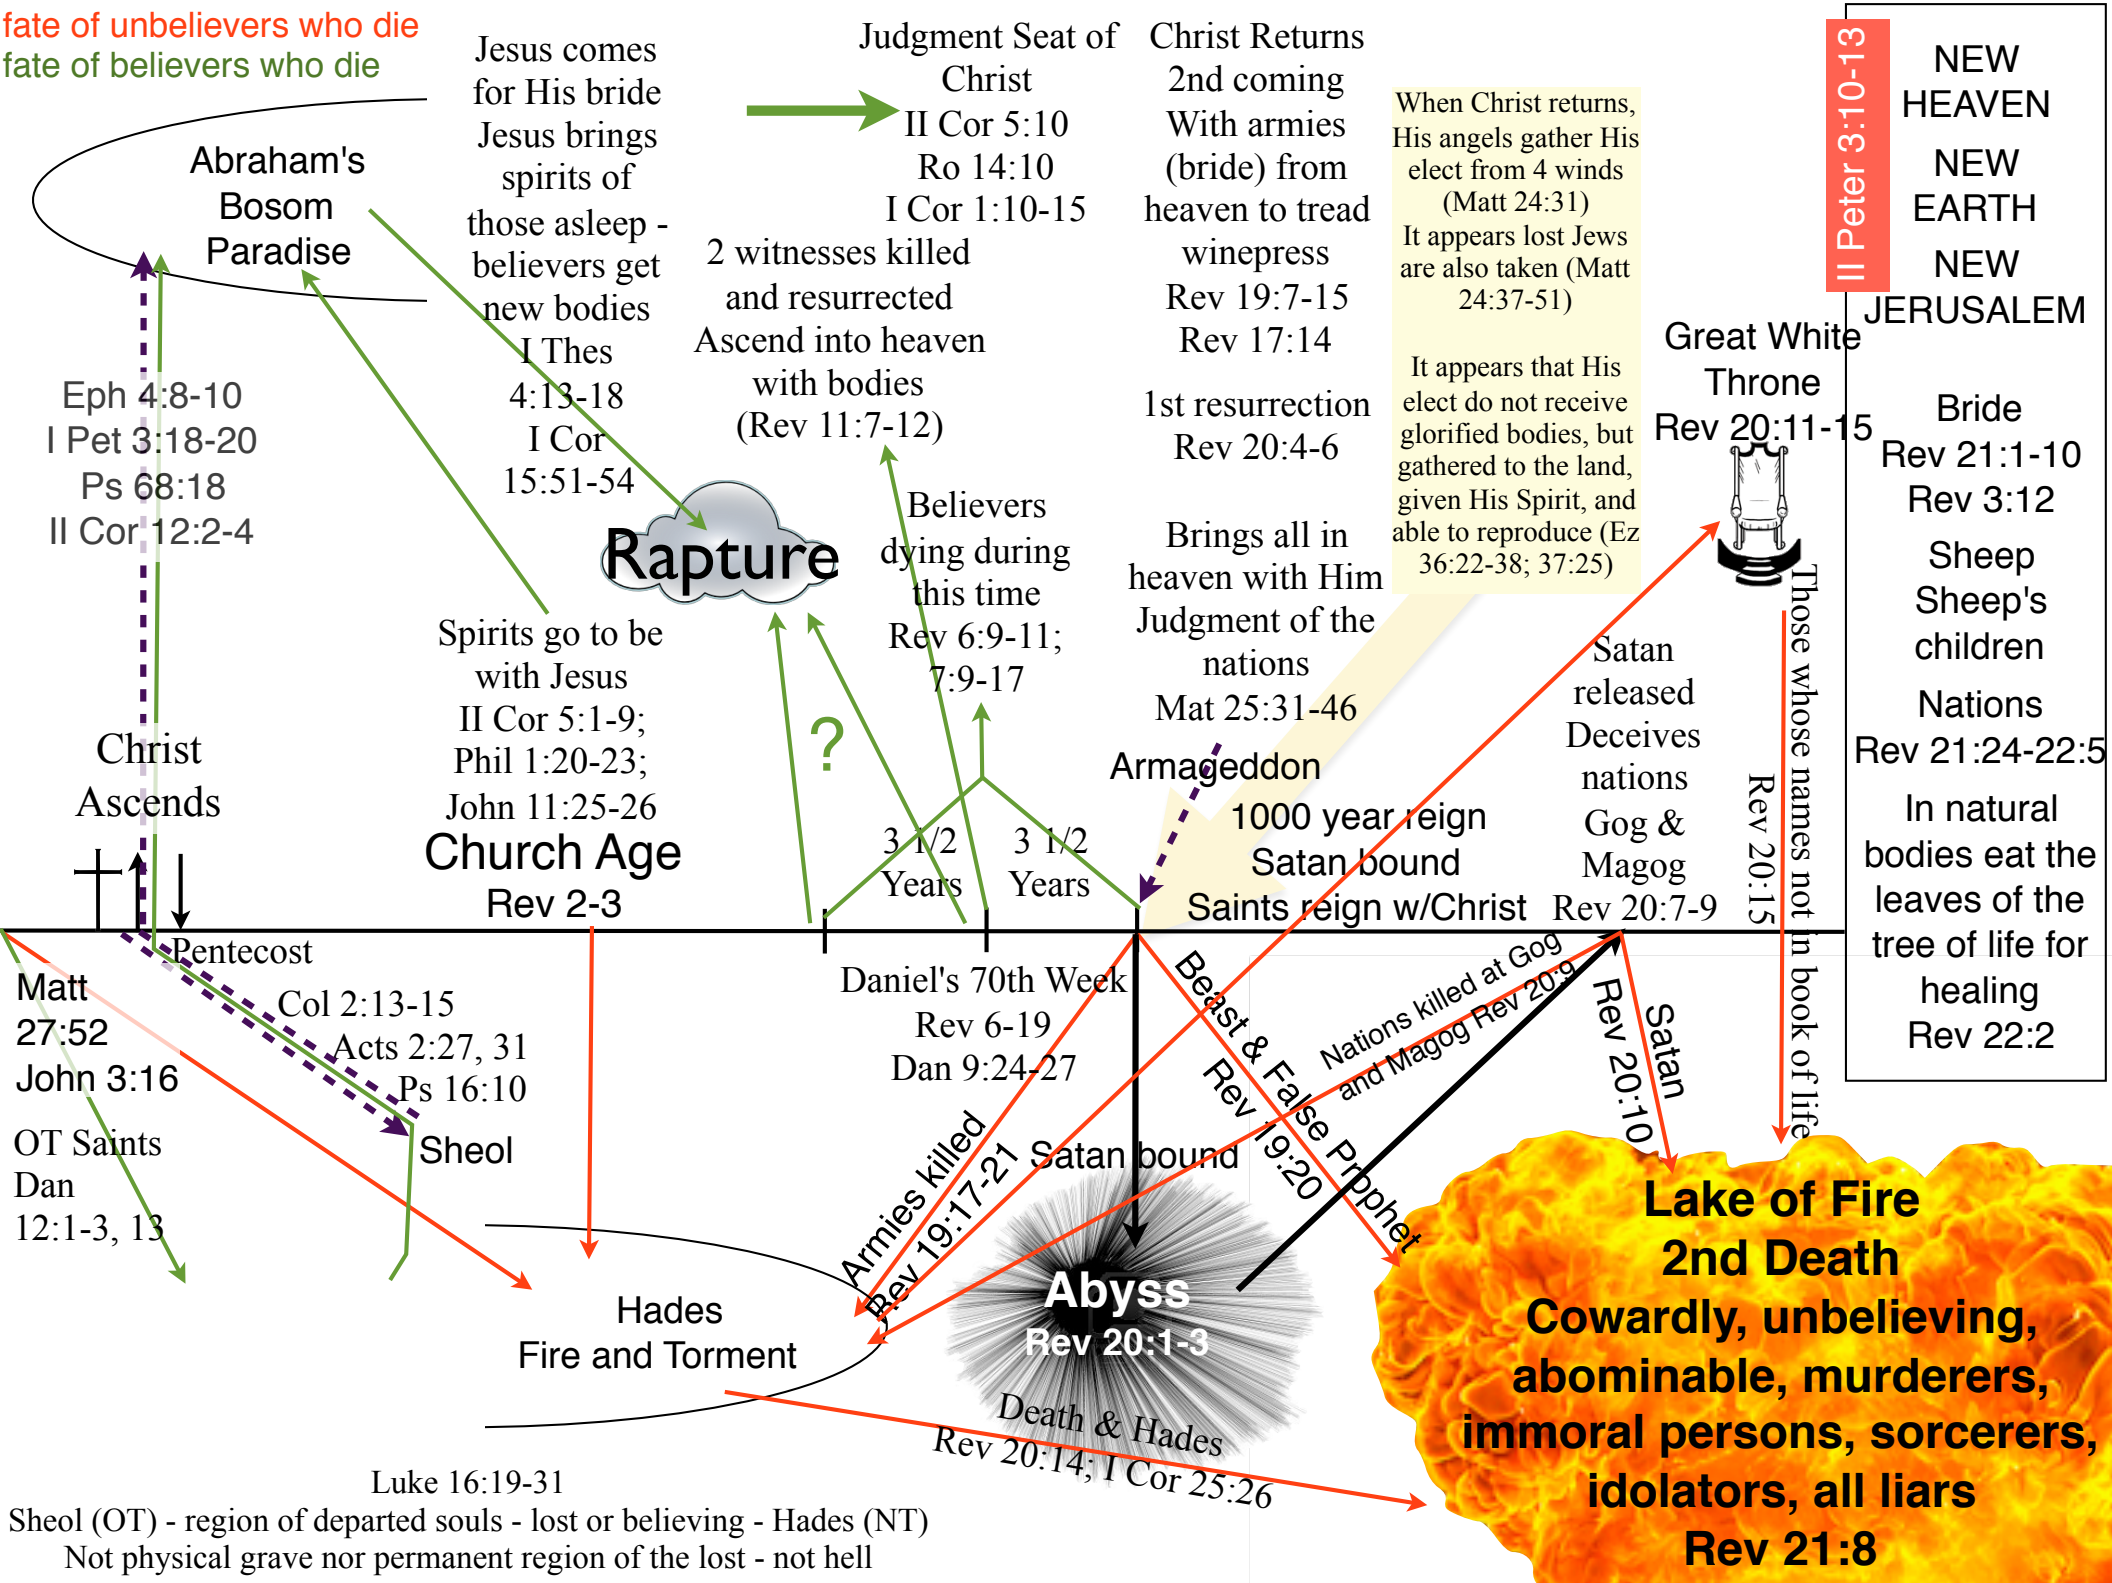 fate of unbelievers who die
fate of believers who die
Abraham's
Bosom
Paradise
Eph 4:8-10
I Pet 3:18-20
Ps 68:18
II Cor 12:2-4
Christ
Ascends
Jesus comes
for His bride
Jesus brings
spirits of
those asleep -
believers get
new bodies
I Thes
4:13-18
I Cor
15:51-54
Spirits go to be
with Jesus
II Cor 5:1-9;
Phil 1:20-23;
John 11:25-26
Church Age
Rev 2-3
Rapture
?
Judgment Seat of
Christ
II Cor 5:10
Ro 14:10
I Cor 1:10-15
2 witnesses killed
and resurrected
Ascend into heaven
with bodies
(Rev 11:7-12)
Believers
dying during
this time
Rev 6:9-11;
7:9-17
3 1/2
Years
3 1/2
Years
Christ Returns
2nd coming
With armies
(bride) from
heaven to tread
winepress
Rev 19:7-15
Rev 17:14
1st resurrection
Rev 20:4-6
Brings all in
heaven with Him
Judgment of the
nations
Mat 25:31-46
Armageddon
1000 year reign
Satan bound
Saints reign w/Christ
When Christ returns,
His angels gather His
elect from 4 winds
(Matt 24:31)
It appears lost Jews
are also taken (Matt
24:37-51)
It appears that His
elect do not receive
glorified bodies, but
gathered to the land,
given His Spirit, and
able to reproduce (Ez
36:22-38; 37:25)
Satan
released
Deceives
nations
Gog &
Magog
Rev 20:7-9
Great White
Throne
Rev 20:11-15
Those whose names not in book of life
Rev 20:15
II Peter 3:10-13
NEW
HEAVEN
NEW
EARTH
NEW
JERUSALEM
Bride
Rev 21:1-10
Rev 3:12
Sheep
Sheep's
children
Nations
Rev 21:24-22:5
In natural
bodies eat the
leaves of the
tree of life for
healing
Rev 22:2
Pentecost
Matt
27:52
John 3:16
OT Saints
Dan
12:1-3, 13
Col 2:13-15
Acts 2:27, 31
Ps 16:10
Sheol
Hades
Fire and Torment
Daniel's 70th Week
Rev 6-19
Dan 9:24-27
Armies killed
Rev 19:17-21
Satan bound
Abyss
Rev 20:1-3
Beast & False Prophet
Rev 19:20
Nations killed at Gog
and Magog Rev 20:9
Satan
Rev 20:10
Death & Hades
Rev 20:14; I Cor 25:26
Lake of Fire
2nd Death
Cowardly, unbelieving,
abominable, murderers,
immoral persons, sorcerers,
idolators, all liars
Rev 21:8
Luke 16:19-31
Sheol (OT) - region of departed souls - lost or believing - Hades (NT)
Not physical grave nor permanent region of the lost - not hell